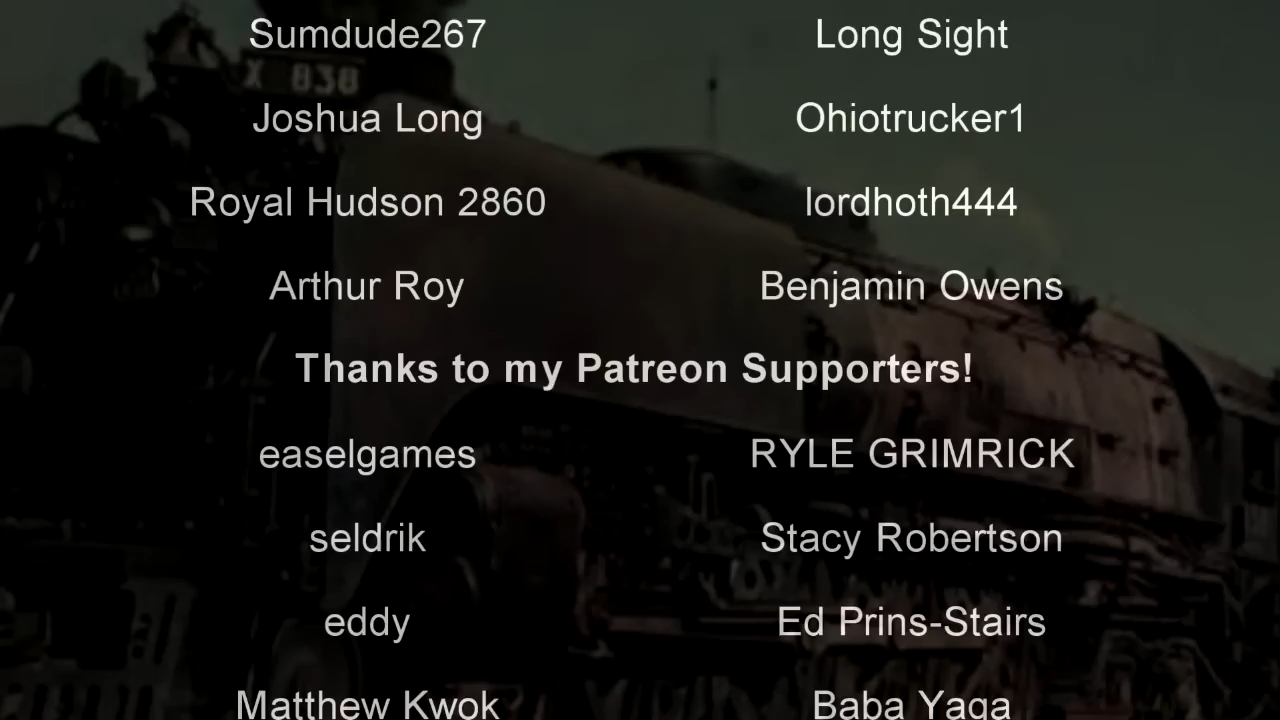 Sumdude267 Long Sight
X 838
Joshua Long Ohiotrucker1
Royal Hudson 2860 lordhoth444
Arthur Roy Benjamin Owens
Thanks to my Patreon Supporters!
easelgames RYLE GRIMRICK
seldrik Stacy Robertson
eddy Ed Prins-Stairs
Matthew Kwok Baba Yaga